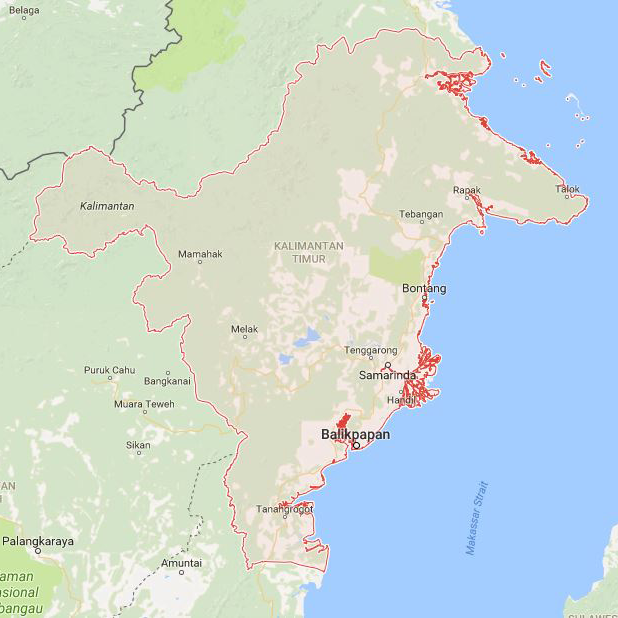 Belaga
Kalimantan
Rapak
Talok
Tebangan
Mamahak
KALIMANTAN
TIMUR
Bontang
Melak
Tenggarong
Puruk Cahu
Bangkanai
Samarinda
Handil
Muara Teweh
Balikpapan
Sikan
AN
Makassar Strait
Tanahgrogot
Palangkaraya
Amuntai
aman
sional
bangau